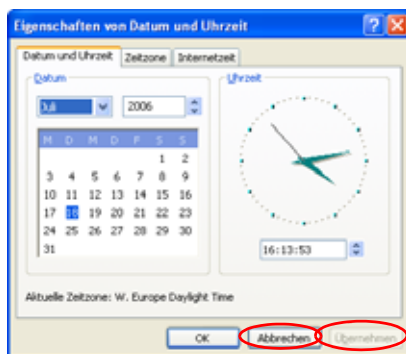 Eigenschaften von Datum und Uhrzeit
Datum und Uhrzeit Zeitzone Internetzeit
Datum
Juli 2006
M D M D F S S
1 2
3 4 5 6 7 8 9
10 11 12 13 14 15 16
17 18 19 20 21 22 23
24 25 26 27 28 29 30
31
Uhrzeit
16:13:53
Aktuelle Zeitzone: W. Europe Daylight Time
OK Abbrechen Übernehmen